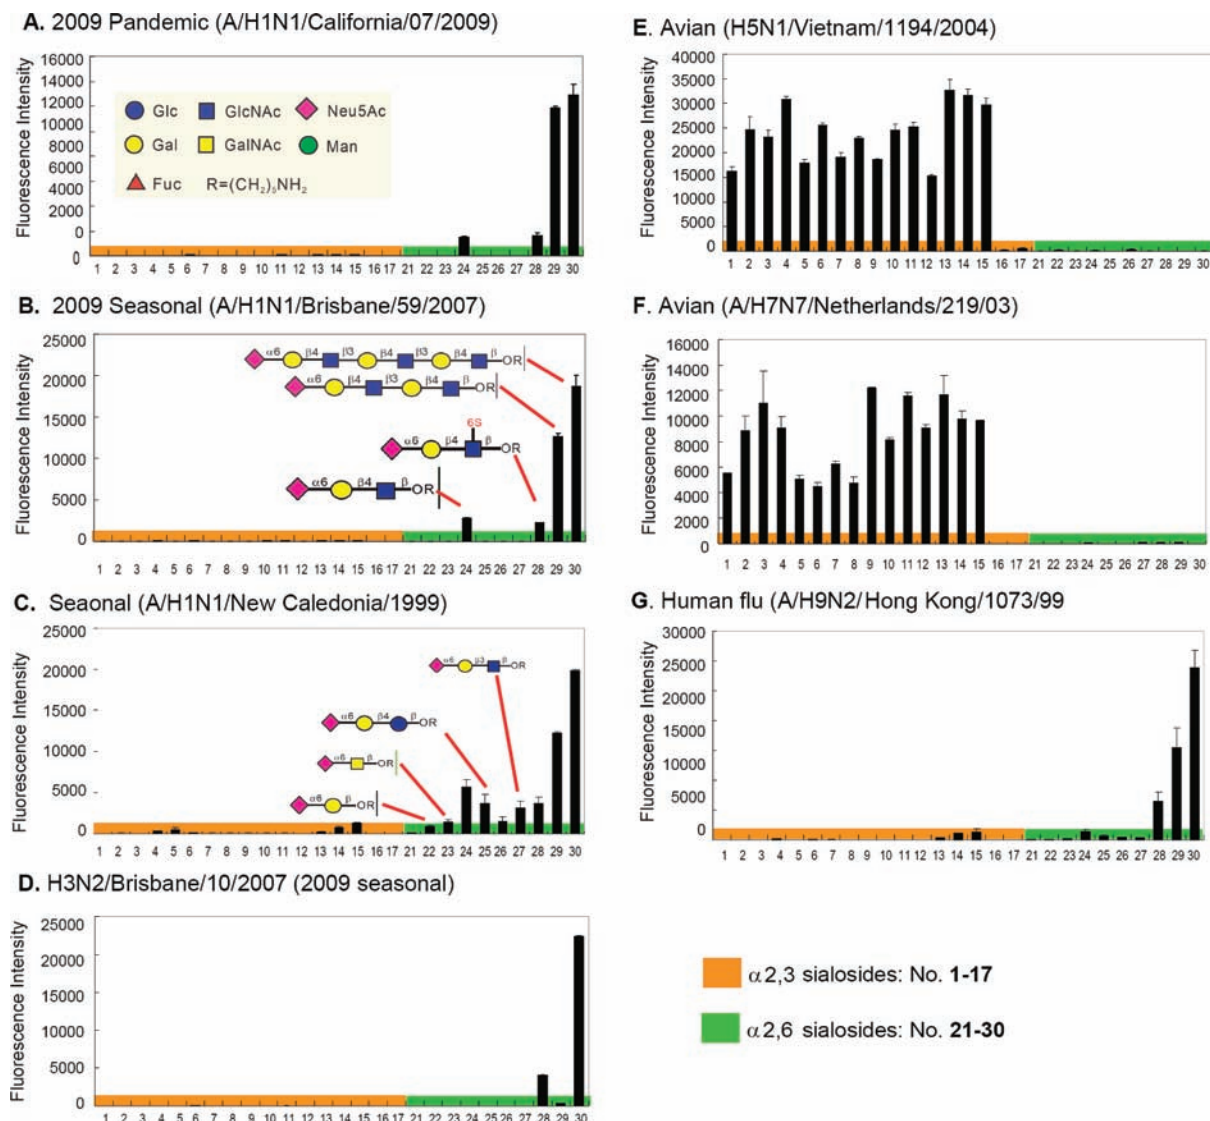 A. 2009 Pandemic (A/H1N1/California/07/2009)
Fluorescence Intensity
16000
14000
12000
10000
8000
6000
4000
2000
0
Glc GlcNAc Neu5Ac
Gal GalNAc Man
Fuc R=(CH2)5NH2
1 2 3 4 5 6 7 8 9 10 11 12 13 14 15 16 17 21 22 23 24 25 26 27 28 29 30
B. 2009 Seasonal (A/H1N1/Brisbane/59/2007)
Fluorescence Intensity
25000
20000
15000
10000
5000
0
α6 β4 β3 β4 β3 β4 β OR
α6 β4 β3 β4 β OR
6S
α6 β4 β OR
α6 β4 β OR
1 2 3 4 5 6 7 8 9 10 11 12 13 14 15 16 17 21 22 23 24 25 26 27 28 29 30
C. Seaonal (A/H1N1/New Caledonia/1999)
Fluorescence Intensity
25000
20000
15000
10000
5000
0
α6 β3 β OR
α6 β4 β OR
α6 β OR
α6 β OR
1 2 3 4 5 6 7 8 9 10 11 12 13 14 15 16 17 21 22 23 24 25 26 27 28 29 30
D. H3N2/Brisbane/10/2007 (2009 seasonal)
Fluorescence Intensity
25000
20000
15000
10000
5000
0
1 2 3 4 5 6 7 8 9 10 11 12 13 14 15 16 17 21 22 23 24 25 26 27 28 29 30
E. Avian (H5N1/Vietnam/1194/2004)
Fluorescence Intensity
40000
35000
30000
25000
20000
15000
10000
5000
0
1 2 3 4 5 6 7 8 9 10 11 12 13 14 15 16 17 21 22 23 24 25 26 27 28 29 30
F. Avian (A/H7N7/Netherlands/219/03)
Fluorescence Intensity
16000
14000
12000
10000
8000
6000
4000
2000
0
1 2 3 4 5 6 7 8 9 10 11 12 13 14 15 16 17 21 22 23 24 25 26 27 28 29 30
G. Human flu (A/H9N2/Hong Kong/1073/99
Fluorescence Intensity
30000
25000
20000
15000
10000
5000
0
1 2 3 4 5 6 7 8 9 10 11 12 13 14 15 16 17 21 22 23 24 25 26 27 28 29 30
α2,3 sialosides: No. 1-17
α2,6 sialosides: No. 21-30